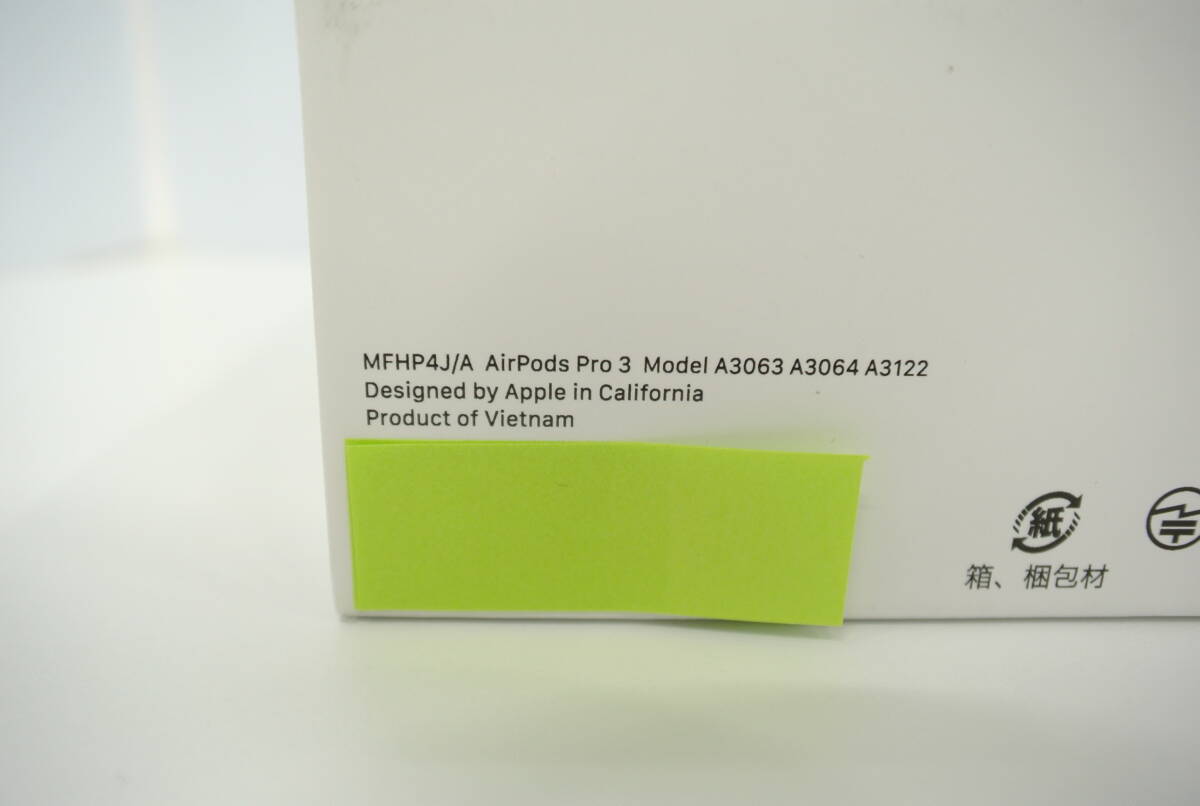 MFHP4J/A AirPods Pro 3 Model A3063 A3064 A3122
Designed by Apple in California
Product of Vietnam
紙
箱、梱包材